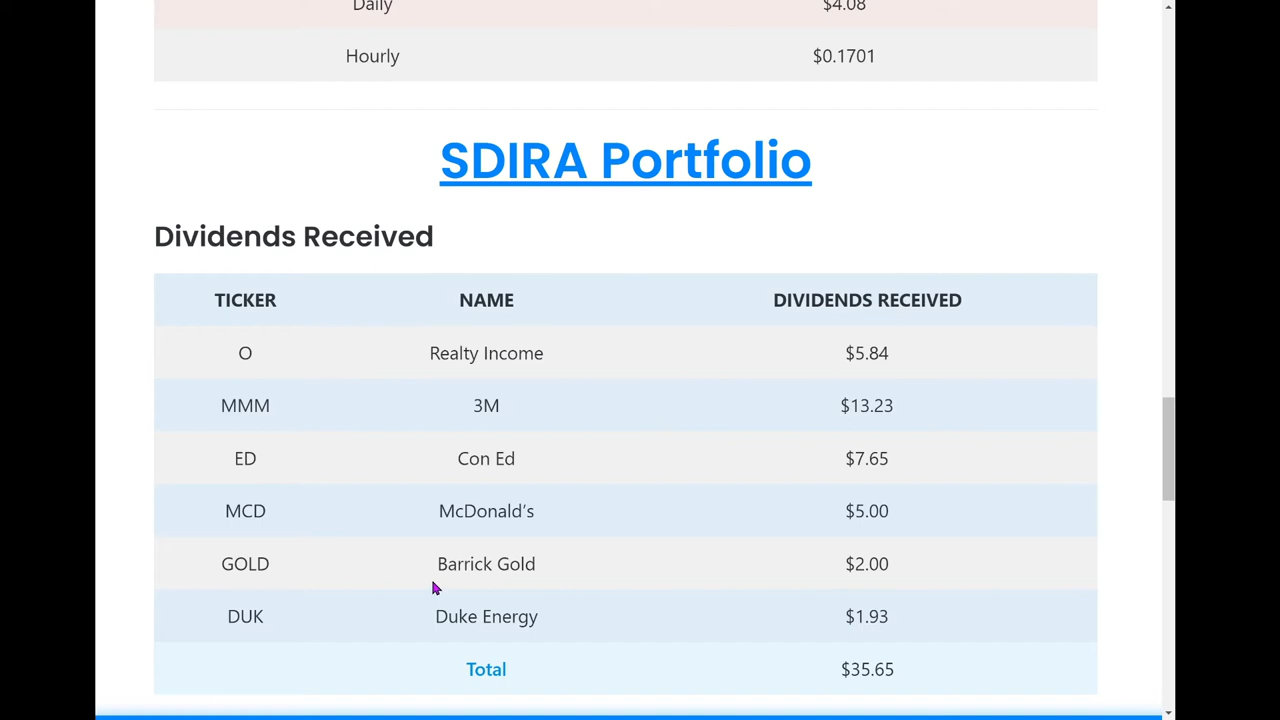 Daily $4.08
Hourly $0.1701
SDIRA Portfolio
Dividends Received
TICKER NAME DIVIDENDS RECEIVED
O Realty Income $5.84
MMM 3M $13.23
ED Con Ed $7.65
MCD McDonald’s $5.00
GOLD Barrick Gold $2.00
DUK Duke Energy $1.93
Total $35.65